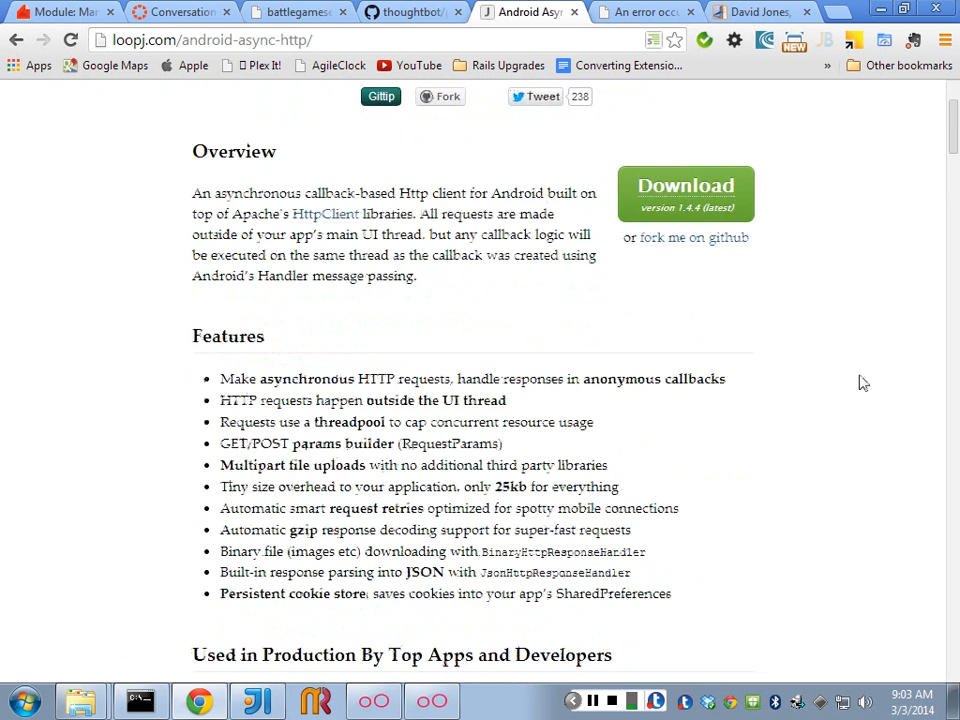 Module: Mar
Conversation
battlegames
thoughtbot/
Android Asy
An error occu
David Jones,
loopj.com/android-async-http/
NEW
JB
Apps
Google Maps
Apple
Plex It!
AgileClock
YouTube
Rails Upgrades
Converting Extensio...
»
Other bookmarks
Gittip
Fork
Tweet
238
Overview
An asynchronous callback-based Http client for Android built on
top of Apache's HttpClient libraries. All requests are made
outside of your app's main UI thread, but any callback logic will
be executed on the same thread as the callback was created using
Android's Handler message passing.
Download
version 1.4.4 (latest)
or fork me on github
Features
• Make asynchronous HTTP requests, handle responses in anonymous callbacks
• HTTP requests happen outside the UI thread
• Requests use a threadpool to cap concurrent resource usage
• GET/POST params builder (RequestParams)
• Multipart file uploads with no additional third party libraries
• Tiny size overhead to your application, only 25kb for everything
• Automatic smart request retries optimized for spotty mobile connections
• Automatic gzip response decoding support for super-fast requests
• Binary file (images etc) downloading with BinaryHttpResponseHandler
• Built-in response parsing into JSON with JsonHttpResponseHandler
• Persistent cookie store, saves cookies into your app's SharedPreferences
Used in Production By Top Apps and Developers
9:03 AM
3/3/2014